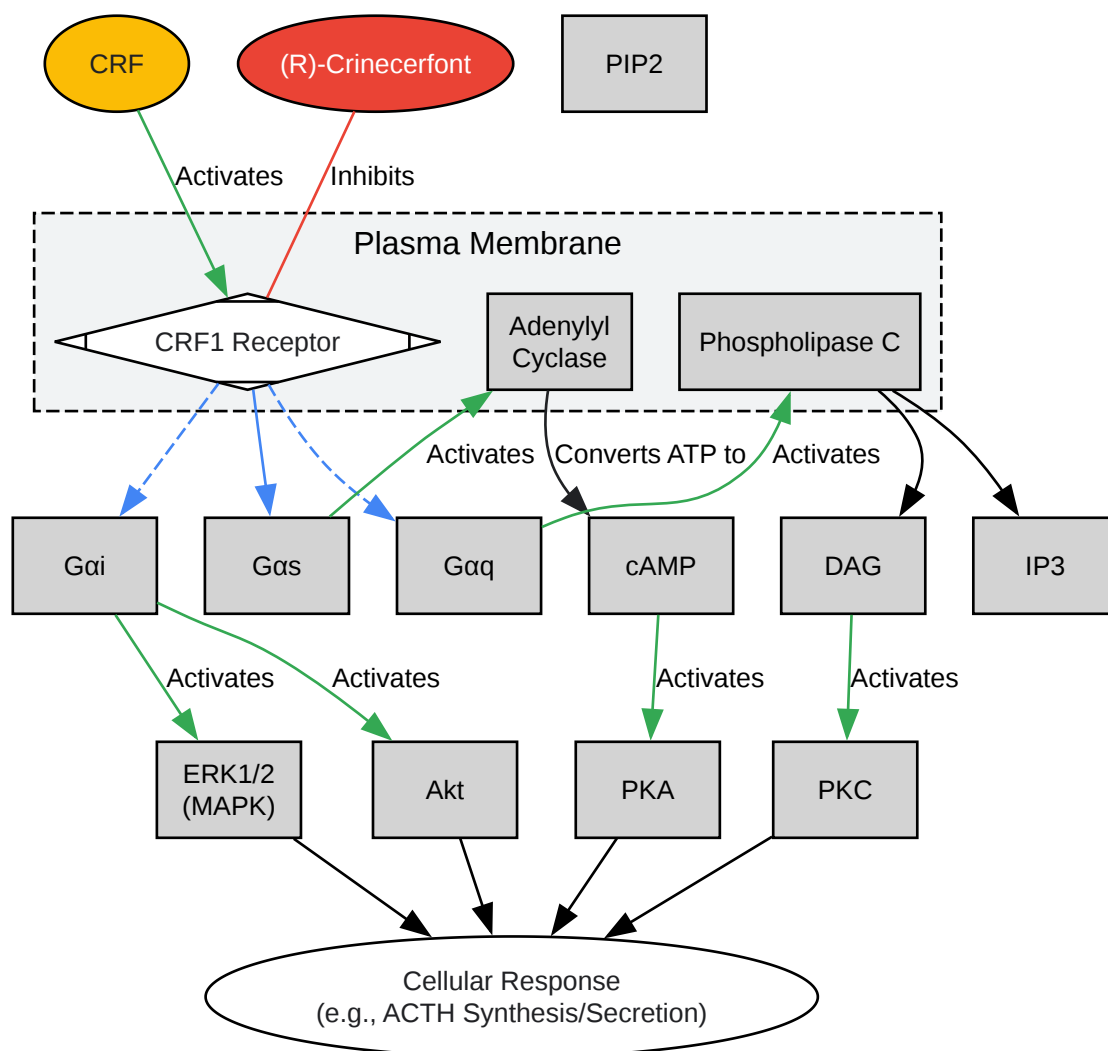 CRF
(R)-Crinecerfont
PIP2
Activates
Inhibits
Plasma Membrane
CRF1 Receptor
Adenylyl
Cyclase
Phospholipase C
Activates
Converts ATP to
Activates
Gαi
Gαs
Gαq
cAMP
DAG
IP3
Activates
Activates
Activates
Activates
ERK1/2
(MAPK)
Akt
PKA
PKC
Cellular Response
(e.g., ACTH Synthesis/Secretion)